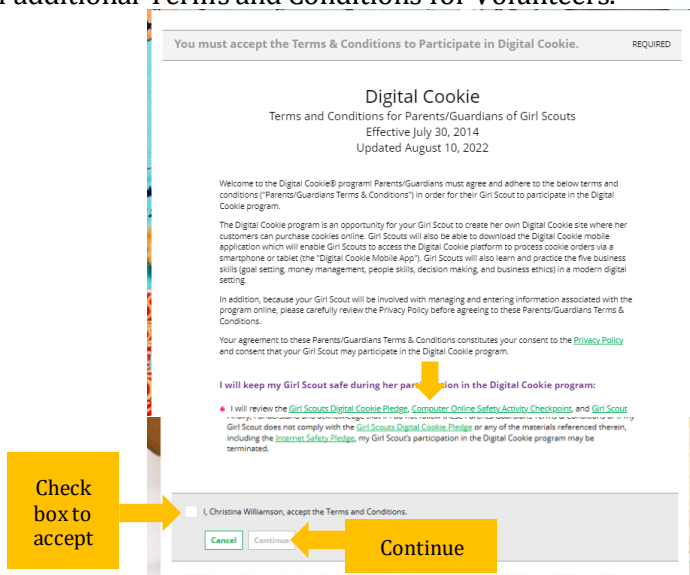 additional Terms and Conditions for Volunteers.
You must accept the Terms & Conditions to Participate in Digital Cookie. REQUIRED
Digital Cookie
Terms and Conditions for Parents/Guardians of Girl Scouts
Effective July 30, 2014
Updated August 10, 2022
Welcome to the Digital Cookie® program! Parents/Guardians must agree and adhere to the below terms and
conditions ("Parents/Guardians Terms & Conditions") in order for their Girl Scout to participate in the Digital
Cookie program.
The Digital Cookie program is an opportunity for your Girl Scout to create her own Digital Cookie site where her
customers can purchase cookies online. Girl Scouts will also be able to download the Digital Cookie mobile
application which will enable Girl Scouts to access the Digital Cookie platform to process cookie orders via a
smartphone or tablet (the "Digital Cookie Mobile App"). Girl Scouts will also learn and practice the five business
skills (goal setting, money management, people skills, decision making, and business ethics) in a modern digital
setting.
In addition, because your Girl Scout will be involved with managing and entering information associated with the
program online, please carefully review the Privacy Policy before agreeing to these Parents/Guardians Terms &
Conditions.
Your agreement to these Parents/Guardians Terms & Conditions constitutes your consent to the Privacy Policy
and consent that your Girl Scout may participate in the Digital Cookie program.
I will keep my Girl Scout safe during her par on in the Digital Cookie program:
I will review the Girl Scouts Digital Cookie Pledge, Computer Online Safety Activity Checkpoint, and Girl Scout
Girl Scout does not comply with the Girl Scouts Digital Cookie Pledge or any of the materials referenced therein,
including the Internet Safety Pledge, my Girl Scout's participation in the Digital Cookie program may be
terminated.
Check
box to
accept
I, Christina Williamson, accept the Terms and Conditions.
Cancel Continue
Continue